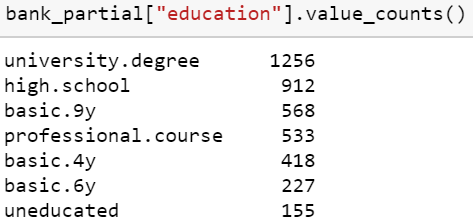 bank_partial["education"].value_counts()
university.degree 1256
high.school 912
basic.9y 568
professional.course 533
basic.4y 418
basic.6y 227
uneducated 155